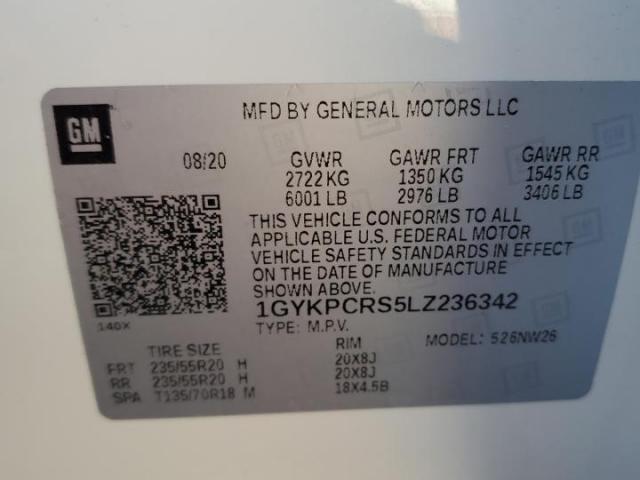 GM
MFD BY GENERAL MOTORS LLC
08/20 GVWR GAWR FRT GAWR RR
2722 KG 1350 KG 1545 KG
6001 LB 2976 LB 3406 LB
THIS VEHICLE CONFORMS TO ALL
APPLICABLE U.S. FEDERAL MOTOR
VEHICLE SAFETY STANDARDS IN EFFECT
ON THE DATE OF MANUFACTURE
SHOWN ABOVE.
1GYKPCRS5LZ236342
140X
TYPE: M.P.V. MODEL: 526NW26
TIRE SIZE RIM
FRT 235/55R20 H 20X8J
RR 235/55R20 H 20X8J
SPA T135/70R18 M 18X4.5B